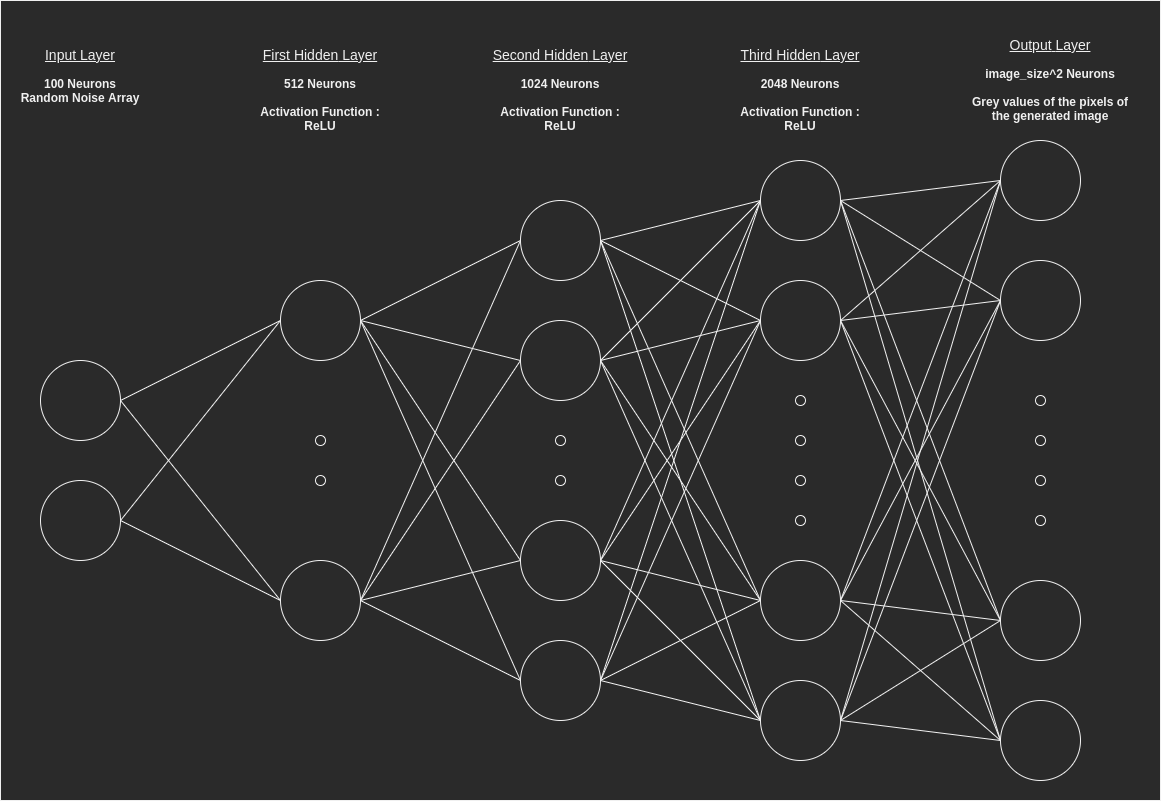 Input Layer
100 Neurons
Random Noise Array
First Hidden Layer
512 Neurons
Activation Function :
ReLU
Second Hidden Layer
1024 Neurons
Activation Function :
ReLU
Third Hidden Layer
2048 Neurons
Activation Function :
ReLU
Output Layer
image_size^2 Neurons
Grey values of the pixels of
the generated image